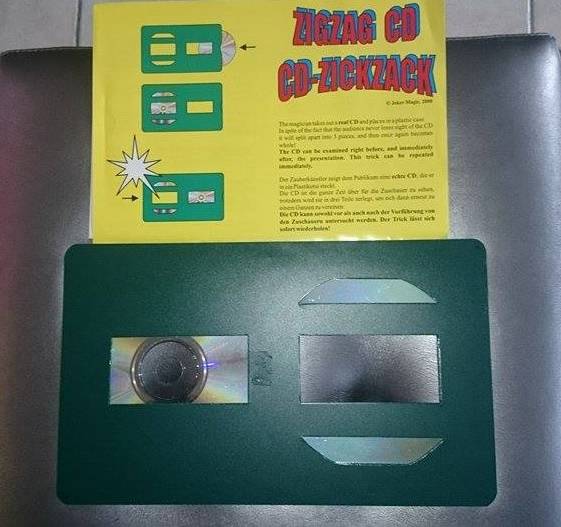 ZIGZAG CD
CD-ZICKZACK
© Joker Magic, 2000
The magician takes out a real CD and places in a plastic case.
In spite of the fact that the audience never loses sight of the CD
it will split apart into 3 pieces, and then once again becomes
whole!
The CD can be examined right before, and immediately
after, the presentation. This trick can be repeated
immediately.
Der Zauberkünstler zeigt dem Publikum eine echte CD, die er
in ein Plastiketui steckt.
Die CD ist die ganze Zeit über für die Zuschauer zu sehen,
trotzdem wird sie in drei Teile zerlegt, um sich dann erneut zu
einem Ganzen zu vereinen.
Die CD kann sowohl vor als auch nach der Vorführung von
den Zuschauern untersucht werden. Der Trick lässt sich
sofort wiederholen!